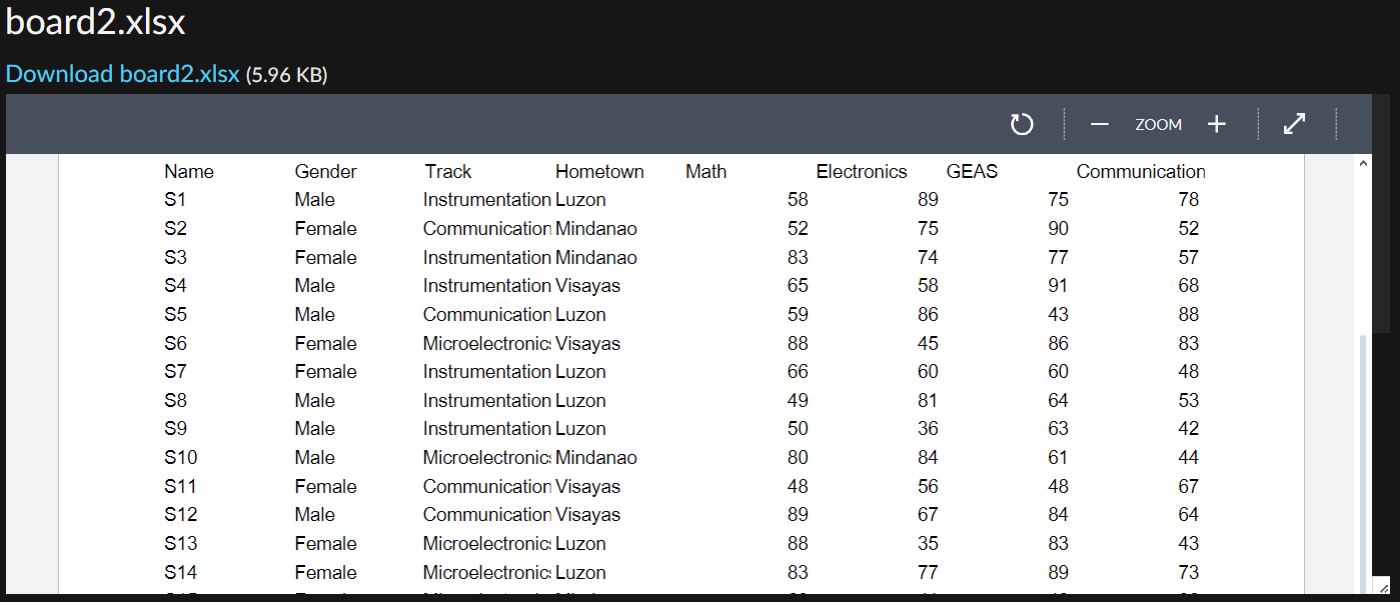 board2.xlsx
Download board2.xlsx (5.96 KB)
ZOOM
Name Gender Track Hometown Math Electronics GEAS Communication
S1 Male Instrumentation Luzon 58 89 75 78
S2 Female Communication Mindanao 52 75 90 52
S3 Female Instrumentation Mindanao 83 74 77 57
S4 Male Instrumentation Visayas 65 58 91 68
S5 Male Communication Luzon 59 86 43 88
S6 Female Microelectronic Visayas 88 45 86 83
S7 Female Instrumentation Luzon 66 60 60 48
S8 Male Instrumentation Luzon 49 81 64 53
S9 Male Instrumentation Luzon 50 36 63 42
S10 Male Microelectronic Mindanao 80 84 61 44
S11 Female Communication Visayas 48 56 48 67
S12 Male Communication Visayas 89 67 84 64
S13 Female Microelectronic Luzon 88 35 83 43
S14 Female Microelectronic Luzon 83 77 89 73